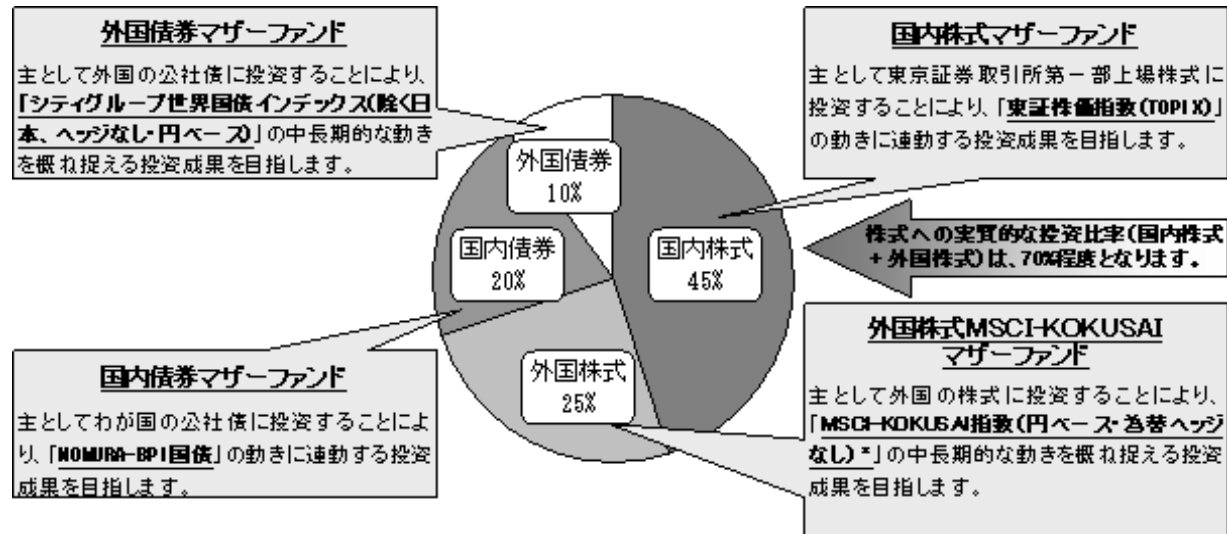 外国債券マザーファンド
主として外国の公社債に投資することにより、
「シティグループ世界国債インデックス(除く日
本、ヘッジなし・円ベース)」の中長期的な動き
を概ね捉える投資成果を目指します。
国内株式マザーファンド
主として東京証券取引所第一部上場株式に
投資することにより、「東証株価指数(TOPIX)」
の動きに連動する投資成果を目指します。
外国債券
10%
国内債券
20%
国内株式
45%
外国株式
25%
株式への実質的な投資比率(国内株式
+外国株式)は、70%程度となります。
国内債券マザーファンド
主としてわが国の公社債に投資することによ
り、「NOMURA-BPI国債」の動きに連動する投資
成果を目指します。
外国株式MSCI-KOKUSAI
マザーファンド
主として外国の株式に投資することにより、
「MSCI-KOKUSAI指数(円ベース・為替ヘッジ
なし)*」の中長期的な動きを概ね捉える投資
成果を目指します。